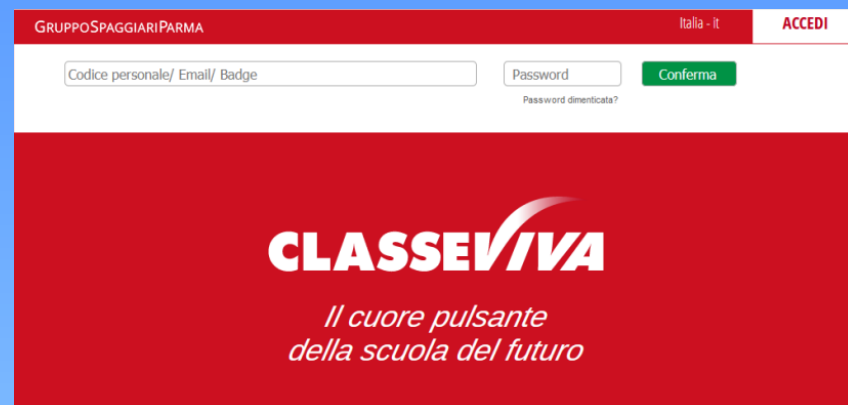 GRUPPOSPAGGIARIPARMA
Italia - it
ACCEDI
Codice personale/ Email/ Badge
Password
Conferma
Password dimenticata?
CLASSEVIVA
Il cuore pulsante
della scuola del futuro